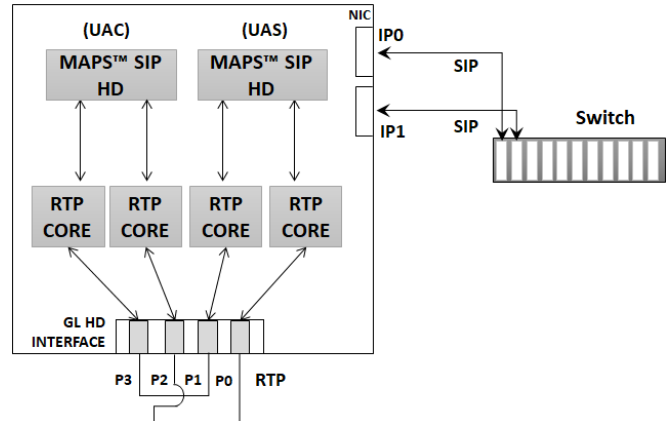 NIC
(UAC)
(UAS)
IP0
MAPS™ SIP
HD
MAPS™ SIP
HD
SIP
IP1
SIP
Switch
RTP
CORE
RTP
CORE
RTP
CORE
RTP
CORE
GL HD
INTERFACE
P3
P2
P1
P0
RTP